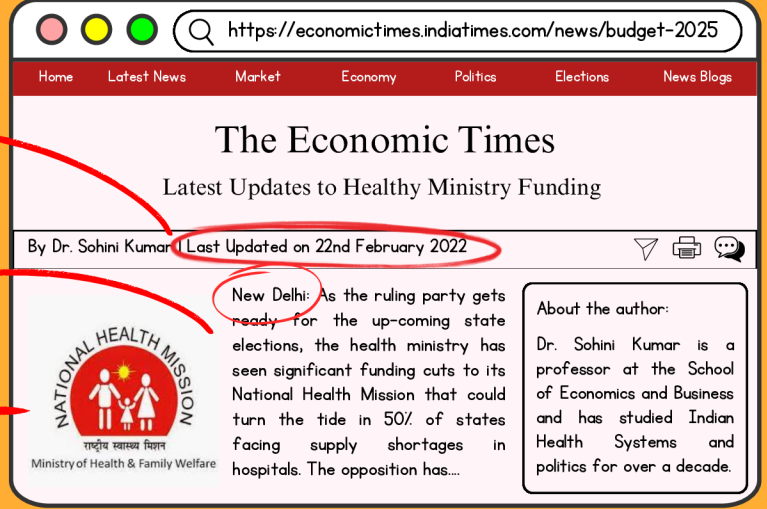 https://economictimes.indiatimes.com/news/budget-2025
Home Latest News Market Economy Politics Elections News Blogs
The Economic Times
Latest Updates to Healthy Ministry Funding
By Dr. Sohini Kumar | Last Updated on 22nd February 2022
NATIONAL HEALTH MISSION
राष्ट्रीय स्वास्थ्य मिशन
Ministry of Health & Family Welfare
New Delhi: As the ruling party gets
ready for the up-coming state
elections, the health ministry has
seen significant funding cuts to its
National Health Mission that could
turn the tide in 50% of states
facing supply shortages in
hospitals. The opposition has....
About the author:
Dr. Sohini Kumar is a
professor at the School
of Economics and Business
and has studied Indian
Health Systems and
politics for over a decade.